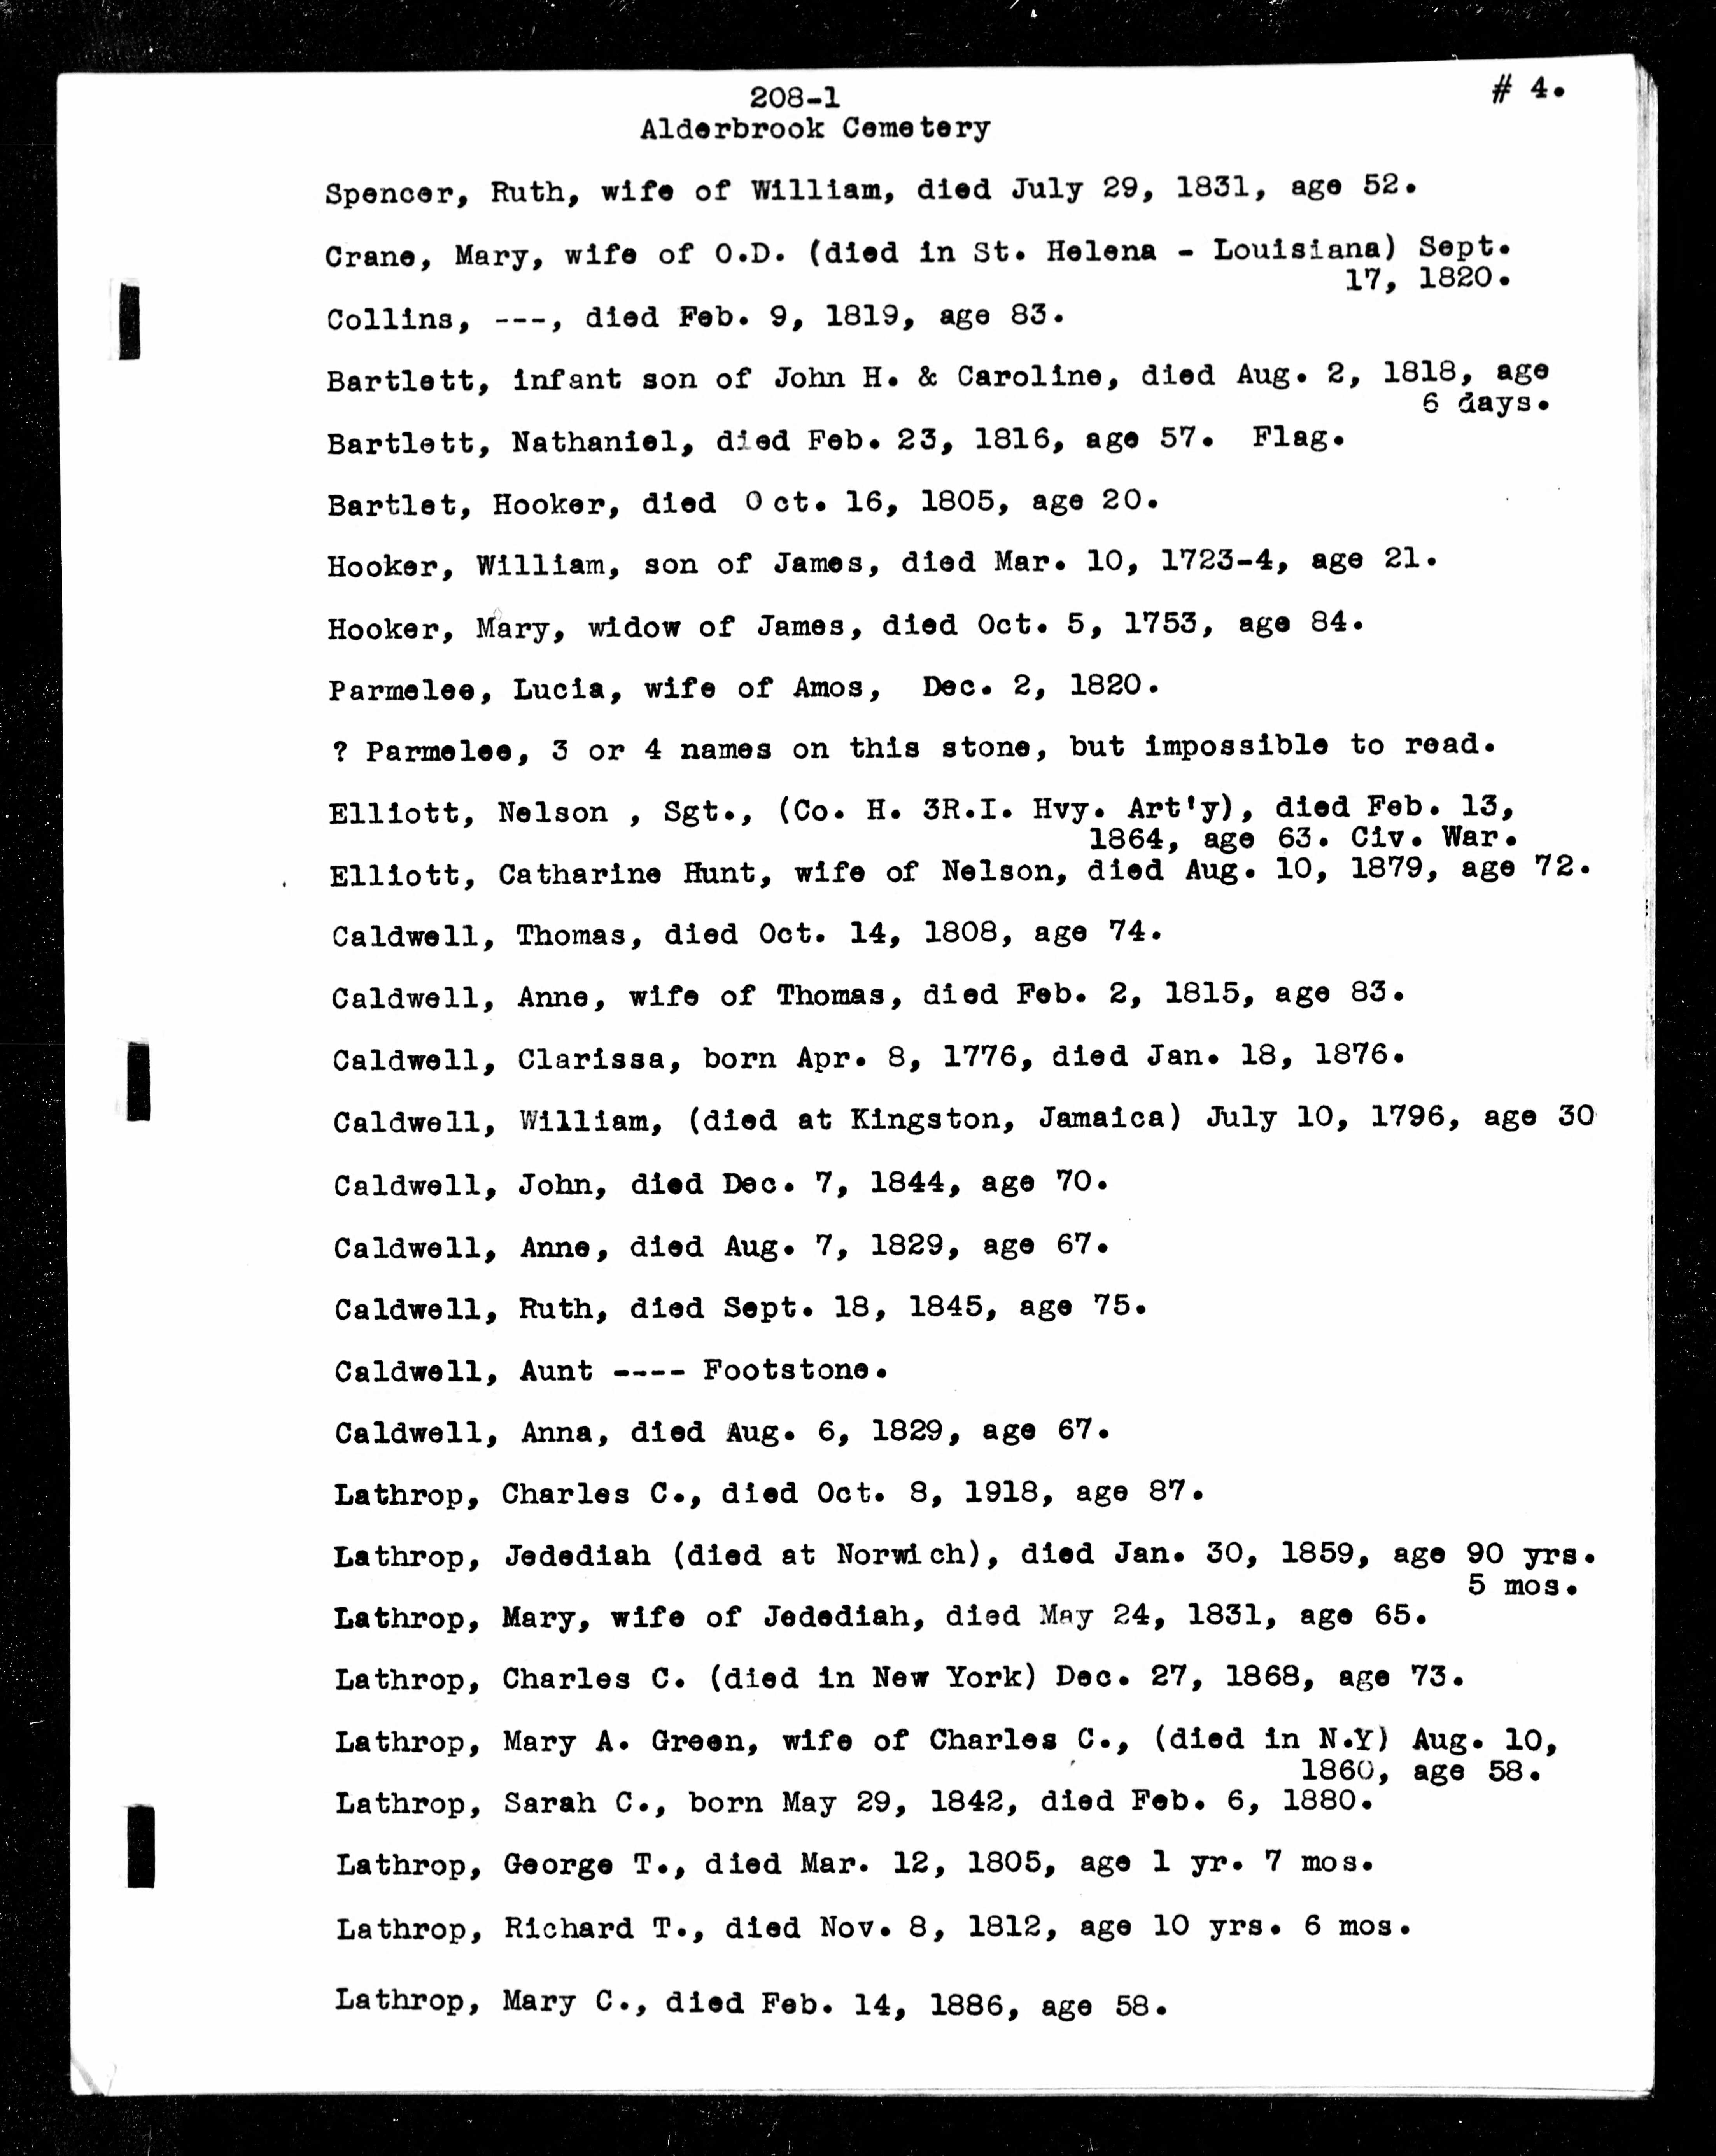 208-1
# 4.
Alderbrook Cemetery
Spencer, Ruth, wife of William, died July 29, 1831, age 52.
Crane, Mary, wife of O.D. (died in St. Helena - Louisiana) Sept.
17, 1820.
Collins, ---, died Feb. 9, 1819, age 83.
Bartlett, infant son of John H. & Caroline, died Aug. 2, 1818, age
6 days.
Bartlett, Nathaniel, died Feb. 23, 1816, age 57. Flag.
Bartlet, Hooker, died Oct. 16, 1805, age 20.
Hooker, William, son of James, died Mar. 10, 1723-4, age 21.
Hooker, Mary, widow of James, died Oct. 5, 1753, age 84.
Parmelee, Lucia, wife of Amos, Dec. 2, 1820.
? Parmelee, 3 or 4 names on this stone, but impossible to read.
Elliott, Nelson , Sgt., (Co. H. 3R.I. Hvy. Art'y), died Feb. 13,
1864, age 63. Civ. War.
Elliott, Catharine Hunt, wife of Nelson, died Aug. 10, 1879, age 72.
Caldwell, Thomas, died Oct. 14, 1808, age 74.
Caldwell, Anne, wife of Thomas, died Feb. 2, 1815, age 83.
Caldwell, Clarissa, born Apr. 8, 1776, died Jan. 18, 1876.
Caldwell, William, (died at Kingston, Jamaica) July 10, 1796, age 30
Caldwell, John, died Dec. 7, 1844, age 70.
Caldwell, Anne, died Aug. 7, 1829, age 67.
Caldwell, Ruth, died Sept. 18, 1845, age 75.
Caldwell, Aunt ---- Footstone.
Caldwell, Anna, died Aug. 6, 1829, age 67.
Lathrop, Charles C., died Oct. 8, 1918, age 87.
Lathrop, Jedediah (died at Norwich), died Jan. 30, 1859, age 90 yrs.
5 mos.
Lathrop, Mary, wife of Jedediah, died May 24, 1831, age 65.
Lathrop, Charles C. (died in New York) Dec. 27, 1868, age 73.
Lathrop, Mary A. Green, wife of Charles C., (died in N.Y) Aug. 10,
1860, age 58.
Lathrop, Sarah C., born May 29, 1842, died Feb. 6, 1880.
Lathrop, George T., died Mar. 12, 1805, age 1 yr. 7 mos.
Lathrop, Richard T., died Nov. 8, 1812, age 10 yrs. 6 mos.
Lathrop, Mary C., died Feb. 14, 1886, age 58.